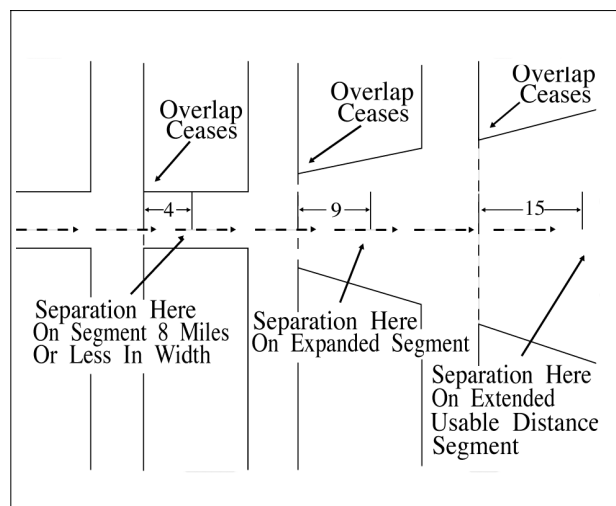 Overlap
Ceases
Overlap
Ceases
Overlap
Ceases
4
9
15
Separation Here
On Segment 8 Miles
Or Less In Width
Separation Here
On Expanded Segment
Separation Here
On Extended
Usable Distance
Segment